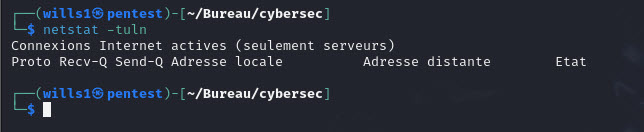 ┌──(wills1㉿pentest)-[~/Bureau/cybersec]
└─$ netstat -tuln
Connexions Internet actives (seulement serveurs)
Proto Recv-Q Send-Q Adresse locale          Adresse distante        Etat
┌──(wills1㉿pentest)-[~/Bureau/cybersec]
└─$